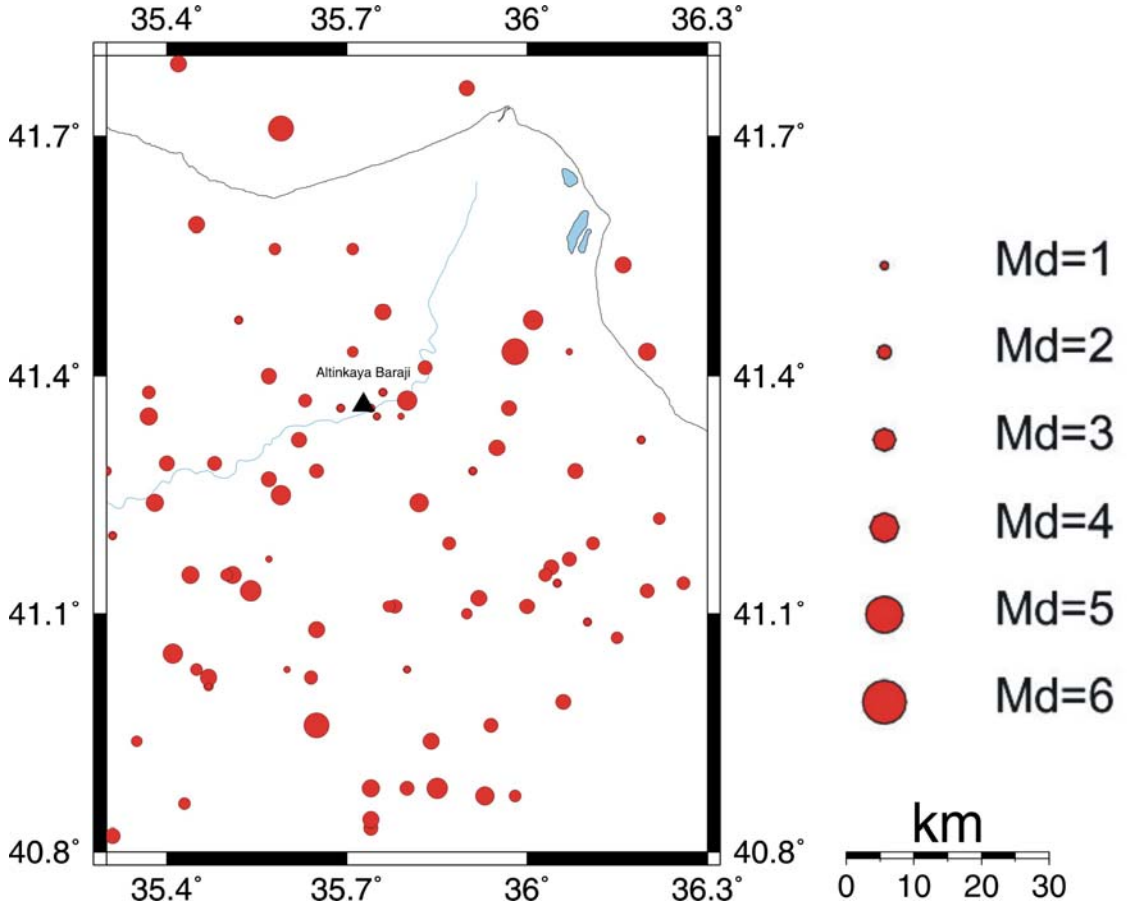 35.4° 35.7° 36° 36.3°
41.7° 41.7°
Md=1
Md=2
41.4° 41.4°
Altinkaya Baraji
Md=3
Md=4
41.1° 41.1°
Md=5
Md=6
km
40.8° 40.8°
0 10 20 30
35.4° 35.7° 36° 36.3°